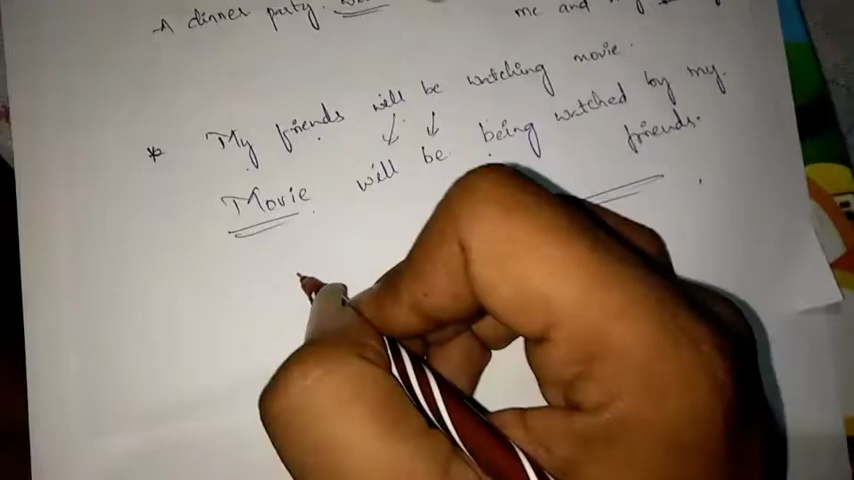 A dinner party. me and
* My friends will be watching movie.
Movie will be being watched by my friends.